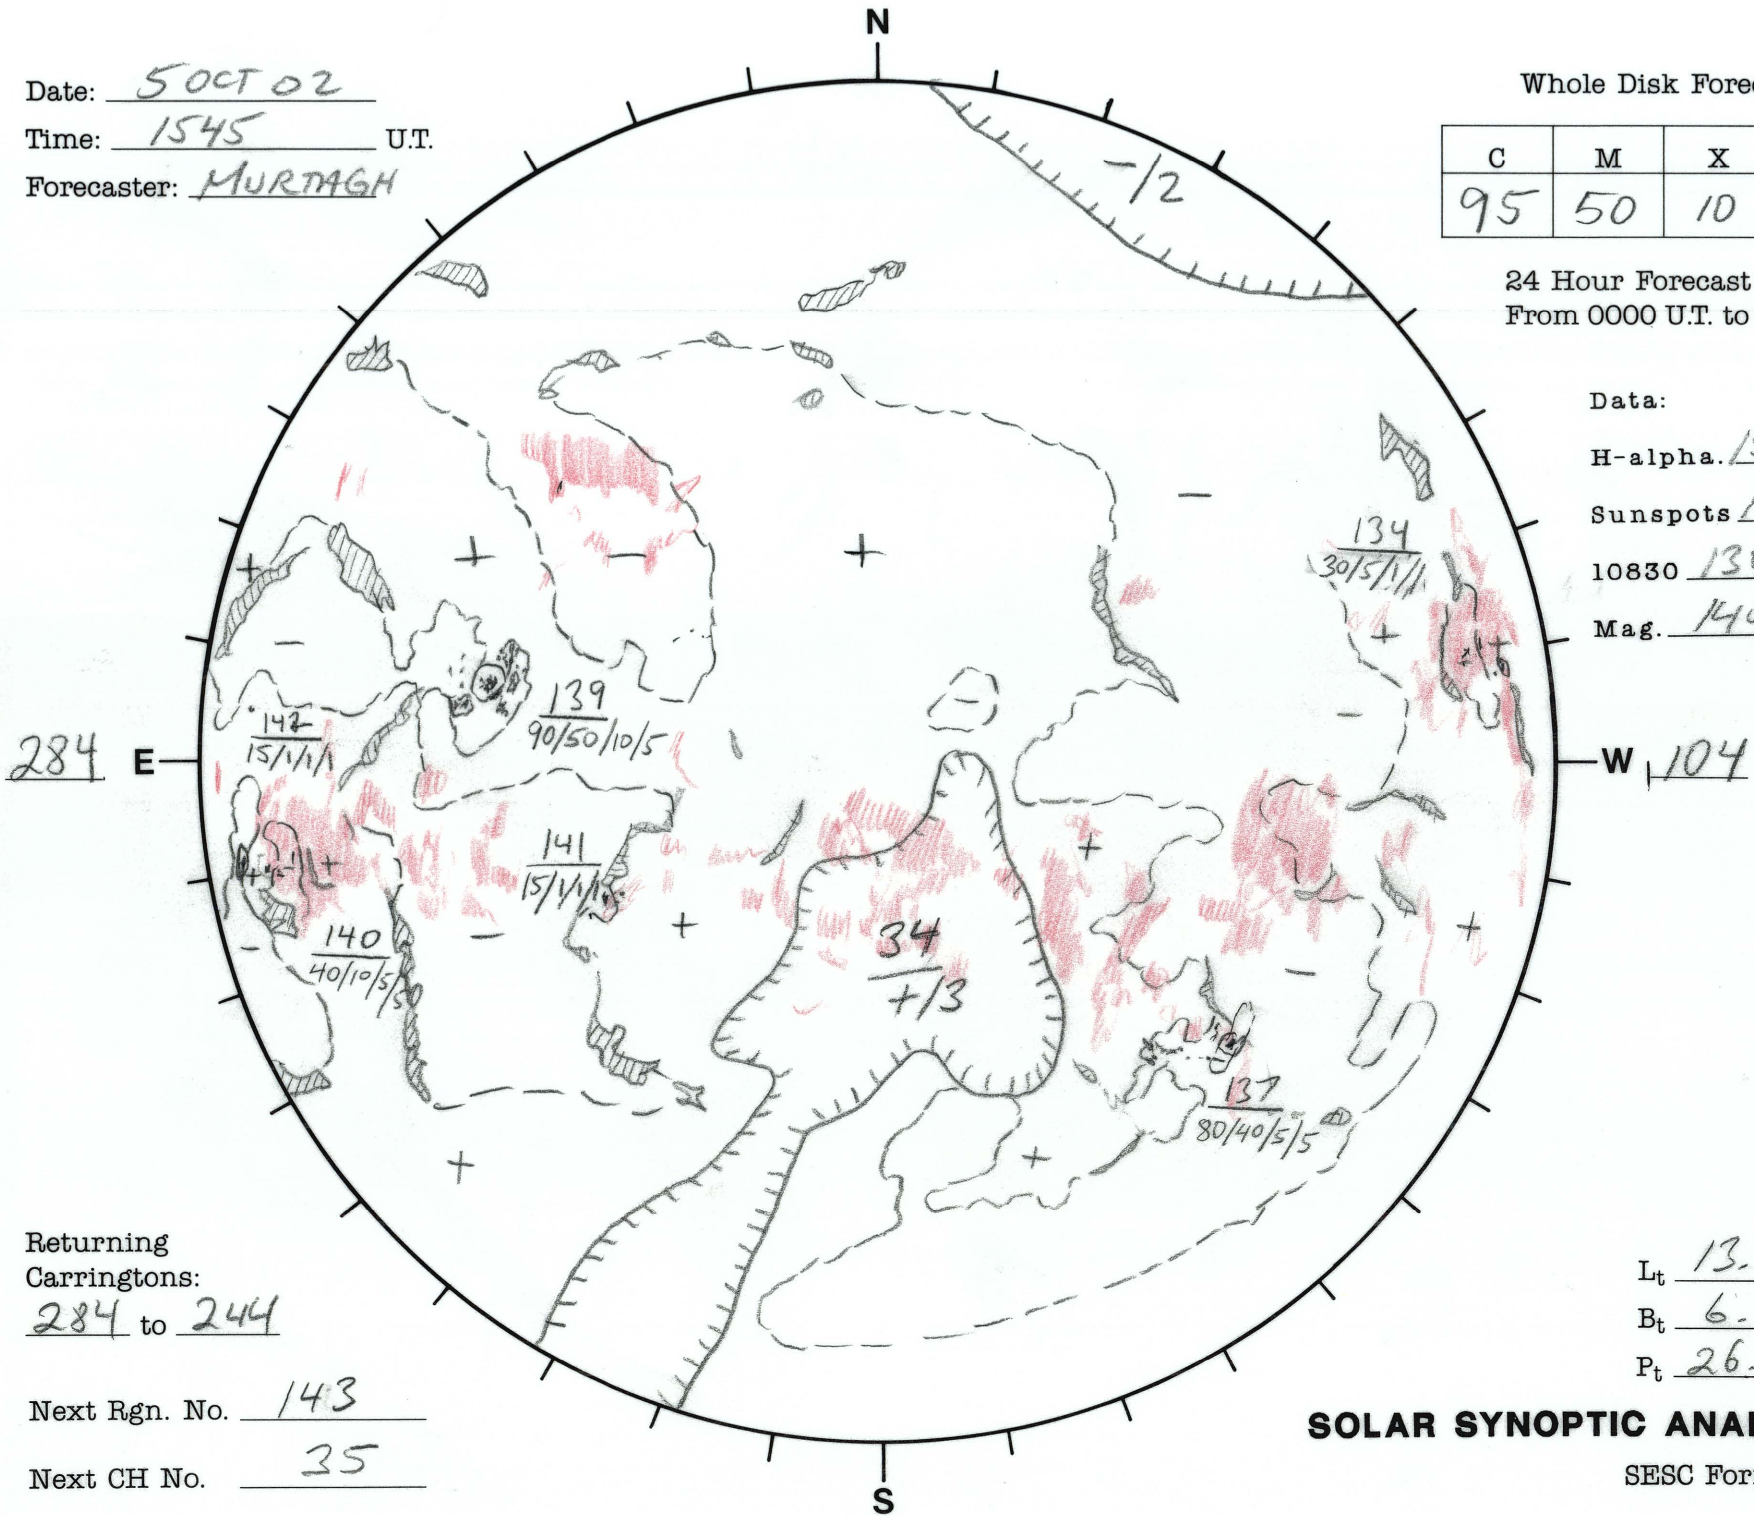 N
Date: 5 OCT 02
Time: 1545 U.T.
Forecaster: MURTAGH
Whole Disk Fore
C M X
95 50 10
24 Hour Forecast
From 0000 U.T. to
-/2
Data:
H-alpha.
Sunspots
10830
Mag.
134
30/5/1/1
139
90/50/10/5
142
15/1/1/1
284 E
W 104
141
15/1/1/1
140
40/10/5/5
34
+/3
137
80/40/5/5
Returning
Carringtons:
284 to 244
Next Rgn. No. 143
Next CH No. 35
Lt 13.
Bt 6.
Pt 26.
SOLAR SYNOPTIC ANA
SESC For
S